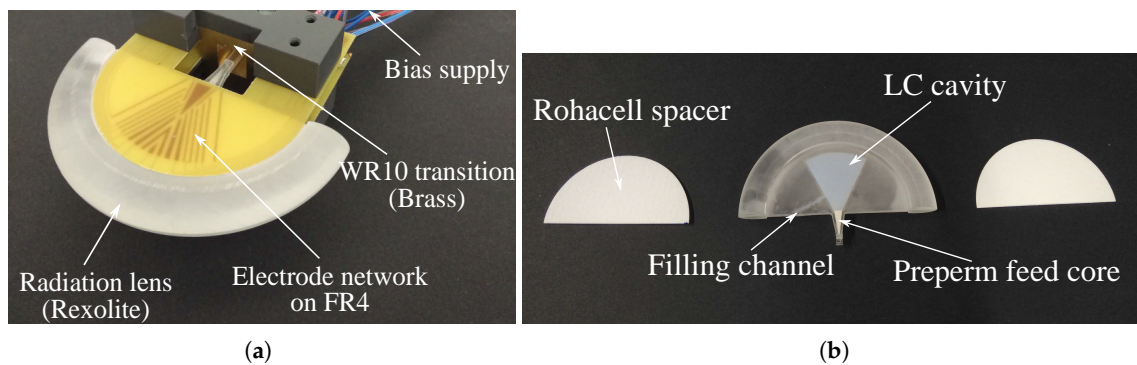 Bias supply
WR10 transition
(Brass)
Radiation lens
(Rexolite)
Electrode network
on FR4
(a)
LC cavity
Rohacell spacer
Filling channel
Preperm feed core
(b)